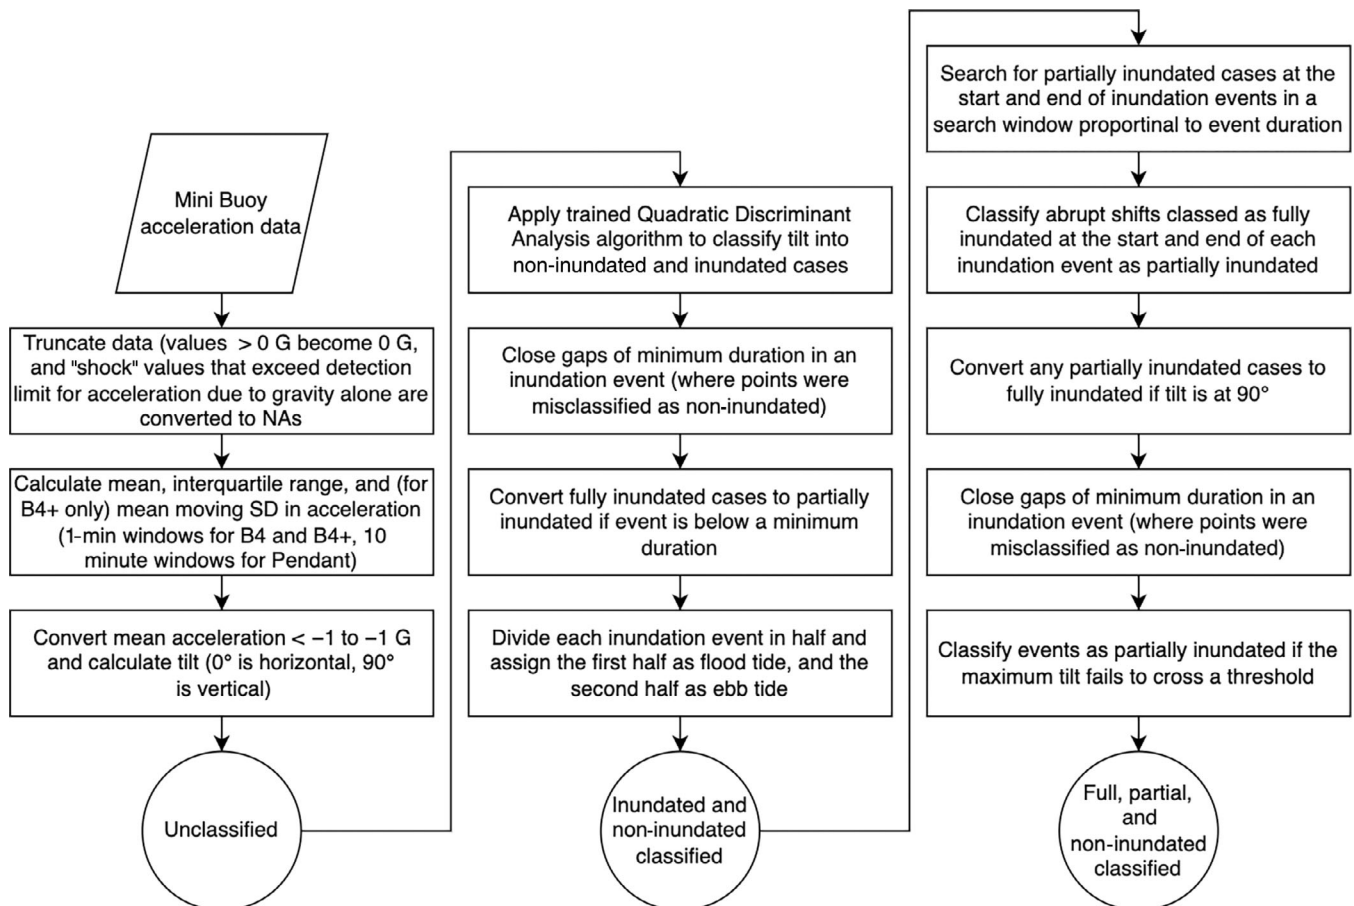 Mini Buoy
acceleration data
Truncate data (values > 0 G become 0 G,
and "shock" values that exceed detection
limit for acceleration due to gravity alone are
converted to NAs
Calculate mean, interquartile range, and (for
B4+ only) mean moving SD in acceleration
(1-min windows for B4 and B4+, 10
minute windows for Pendant)
Convert mean acceleration < −1 to −1 G
and calculate tilt (0° is horizontal, 90°
is vertical)
Unclassified
Apply trained Quadratic Discriminant
Analysis algorithm to classify tilt into
non-inundated and inundated cases
Close gaps of minimum duration in an
inundation event (where points were
misclassified as non-inundated)
Convert fully inundated cases to partially
inundated if event is below a minimum
duration
Divide each inundation event in half and
assign the first half as flood tide, and the
second half as ebb tide
Inundated and
non-inundated
classified
Search for partially inundated cases at the
start and end of inundation events in a
search window proportinal to event duration
Classify abrupt shifts classed as fully
inundated at the start and end of each
inundation event as partially inundated
Convert any partially inundated cases to
fully inundated if tilt is at 90°
Close gaps of minimum duration in an
inundation event (where points were
misclassified as non-inundated)
Classify events as partially inundated if the
maximum tilt fails to cross a threshold
Full, partial,
and
non-inundated
classified